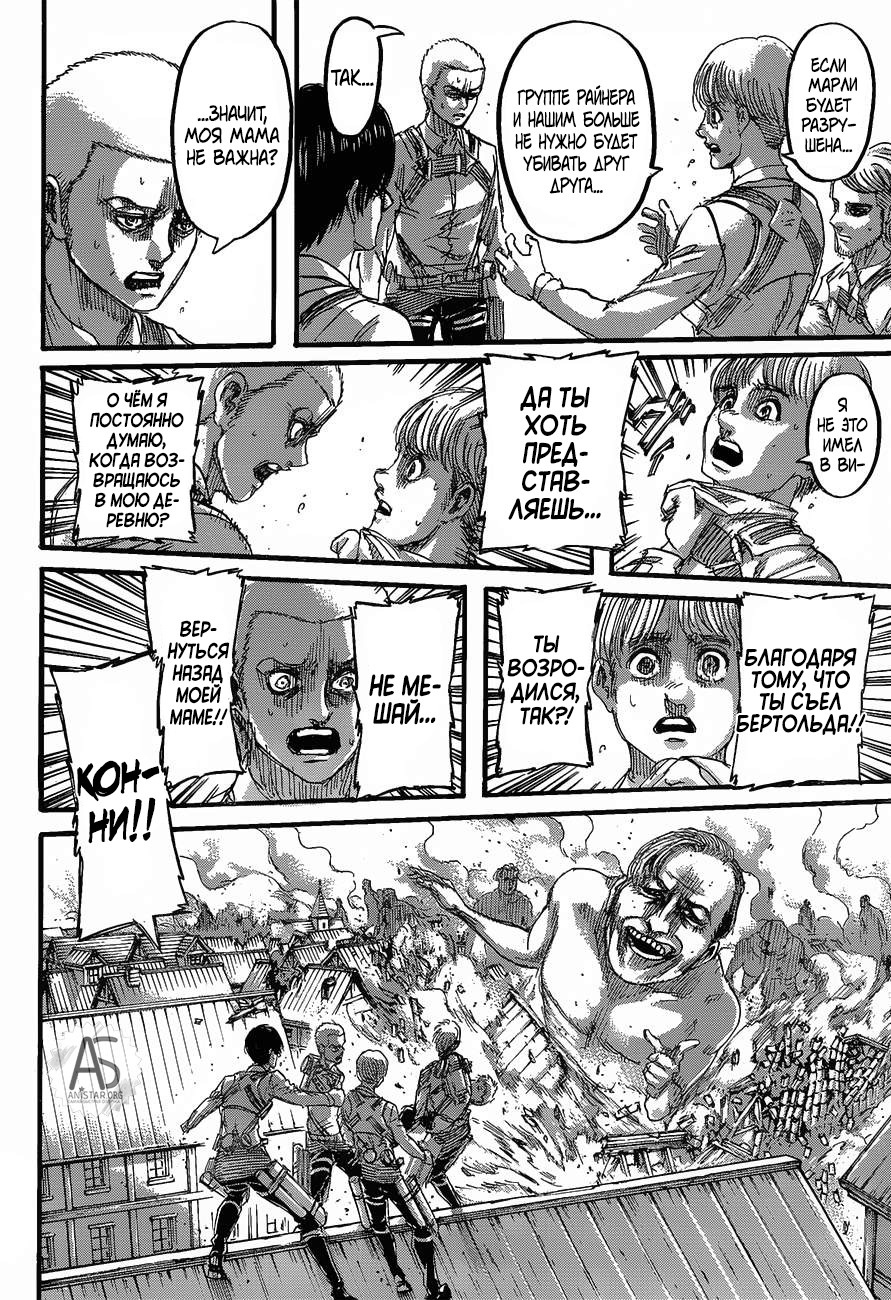 ЕСЛИ
МАРЛИ
БУДЕТ
РАЗРУ-
ШЕНА...
ГРУППЕ РАЙНЕРА
И НАШИМ БОЛЬШЕ
НЕ НУЖНО БУДЕТ
УБИВАТЬ ДРУГ
ДРУГА...
ТАК...
...ЗНАЧИТ,
МОЯ МАМА
НЕ ВАЖНА?
Я
НЕ ЭТО
ИМЕЛ
В ВИ-
ДА ТЫ
ХОТЬ
ПРЕД-
СТАВ-
ЛЯЕШЬ...
О ЧЁМ Я
ПОСТОЯННО
ДУМАЮ,
КОГДА ВОЗ-
ВРАЩАЮСЬ
В МОЮ ДЕ-
РЕВНЮ?
БЛАГОДАРЯ
ТОМУ, ЧТО
ТЫ СЪЕЛ
БЕРТОЛЬДА!!
ТЫ
ВОЗРО-
ДИЛСЯ,
ТАК?!
НЕ МЕ-
ШАЙ...
ВЕР-
НУТЬСЯ
НАЗАД
МОЕЙ
МАМЕ!!
КОН-
НИ!!
AS
ANISTAR.ORG